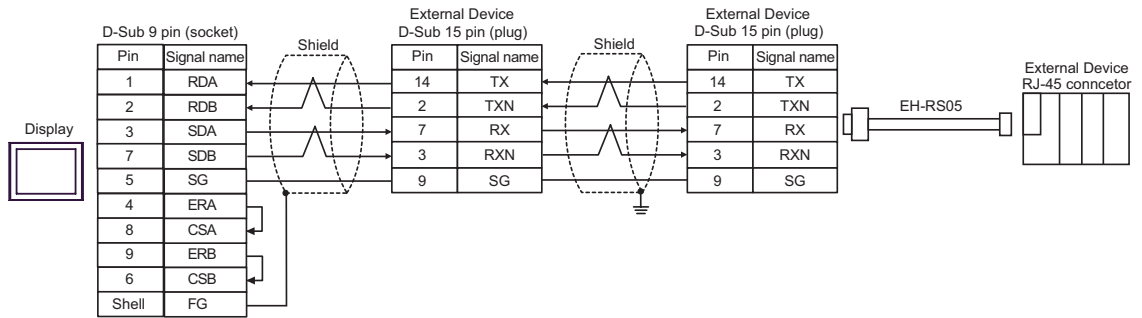 Display
D-Sub 9 pin (socket)
Pin Signal name
1 RDA
2 RDB
3 SDA
7 SDB
5 SG
4 ERA
8 CSA
9 ERB
6 CSB
Shell FG
Shield
External Device
D-Sub 15 pin (plug)
Pin Signal name
14 TX
2 TXN
7 RX
3 RXN
9 SG
Shield
External Device
D-Sub 15 pin (plug)
Pin Signal name
14 TX
2 TXN
7 RX
3 RXN
9 SG
EH-RS05
External Device
RJ-45 conncetor